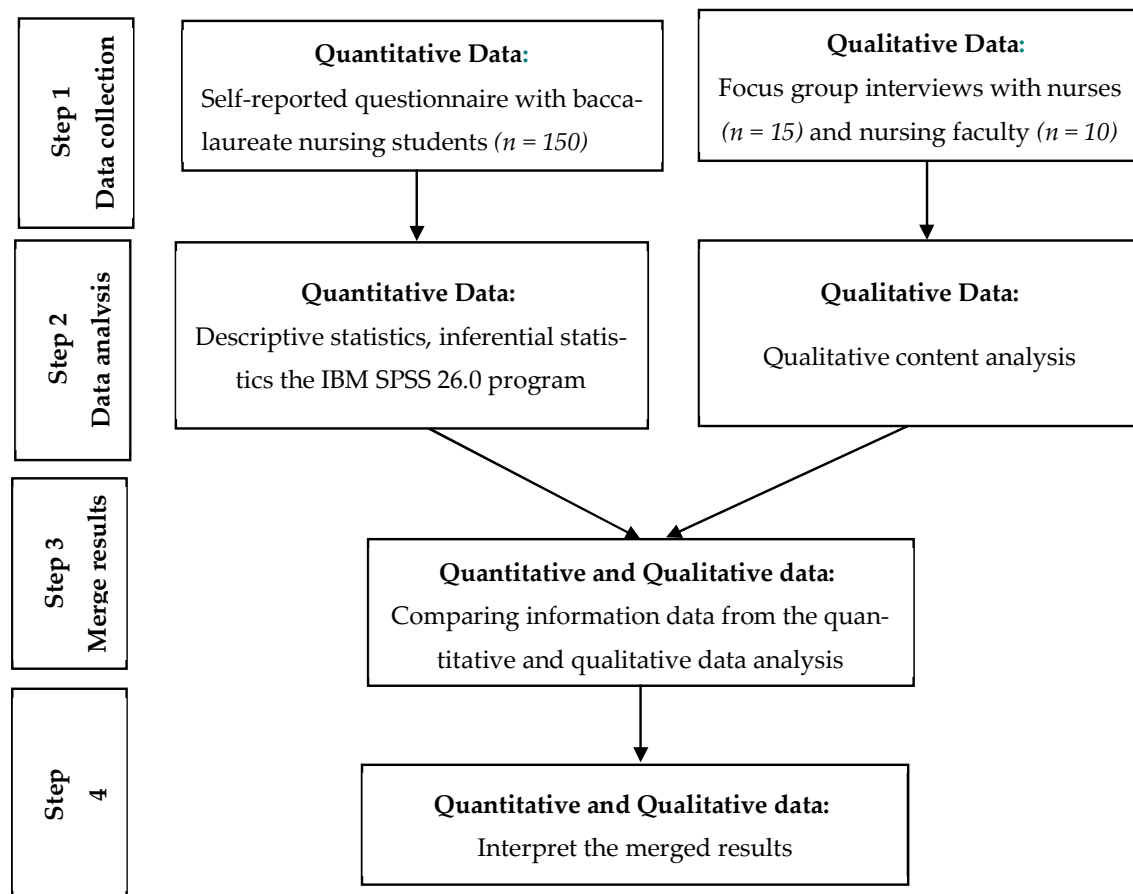 Step 1
Data collection
Quantitative Data:
Self-reported questionnaire with bacca-
laureate nursing students (n = 150)
Qualitative Data:
Focus group interviews with nurses
(n = 15) and nursing faculty (n = 10)
Step 2
Data analysis
Quantitative Data:
Descriptive statistics, inferential statis-
tics the IBM SPSS 26.0 program
Qualitative Data:
Qualitative content analysis
Step 3
Merge results
Quantitative and Qualitative data:
Comparing information data from the quan-
titative and qualitative data analysis
Step
4
Quantitative and Qualitative data:
Interpret the merged results